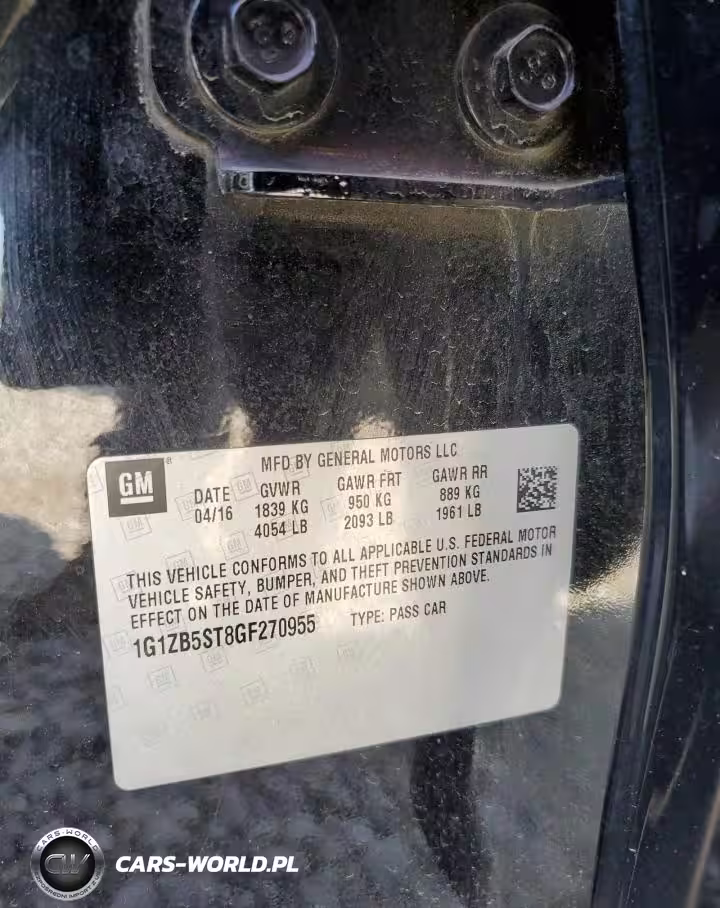 GM
®
MFD BY GENERAL MOTORS LLC
DATE GVWR GAWR FRT GAWR RR
04/16 1839 KG 950 KG 889 KG
4054 LB 2093 LB 1961 LB
THIS VEHICLE CONFORMS TO ALL APPLICABLE U.S. FEDERAL MOTOR
VEHICLE SAFETY, BUMPER, AND THEFT PREVENTION STANDARDS IN
EFFECT ON THE DATE OF MANUFACTURE SHOWN ABOVE.
1G1ZB5ST8GF270955 TYPE: PASS CAR
CARS-WORLD
CW
CARS-WORLD.PL